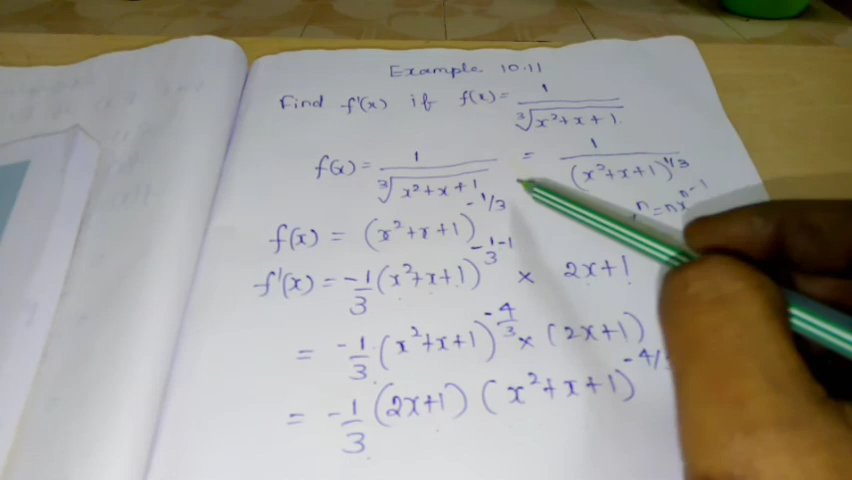 Example 10.11
Find f'(x) if f(x) = 1/∛(x²+x+1).
f(x) = 1/∛(x²+x+1) = 1/(x²+x+1)^1/3
n = nx^n-1
f(x) = (x²+x+1)^-1/3
f'(x) = -1/3 (x²+x+1)^-1/3-1 × 2x+1
= -1/3 (x²+x+1)^-4/3 × (2x+1)
= -1/3 (2x+1) (x²+x+1)^-4/